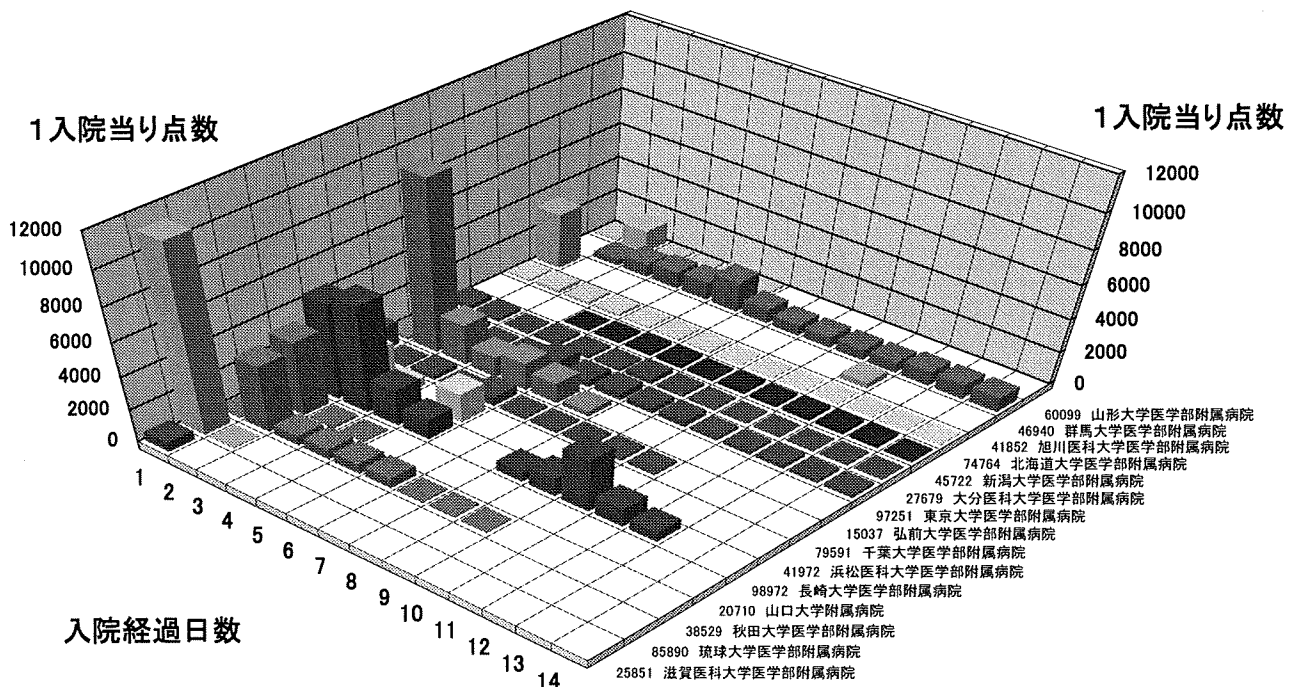 1入院当り点数
12000
10000
8000
6000
4000
2000
0
1入院当り点数
12000
10000
8000
6000
4000
2000
0
1
2
3
4
5
6
7
8
9
10
11
12
13
14
入院経過日数
60099 山形大学医学部附属病院
46940 群馬大学医学部附属病院
41852 旭川医科大学医学部附属病院
74764 北海道大学医学部附属病院
45722 新潟大学医学部附属病院
27679 大分医科大学医学部附属病院
97251 東京大学医学部附属病院
15037 弘前大学医学部附属病院
79591 千葉大学医学部附属病院
41972 浜松医科大学医学部附属病院
98972 長崎大学医学部附属病院
20710 山口大学附属病院
38529 秋田大学医学部附属病院
85890 琉球大学医学部附属病院
25851 滋賀医科大学医学部附属病院